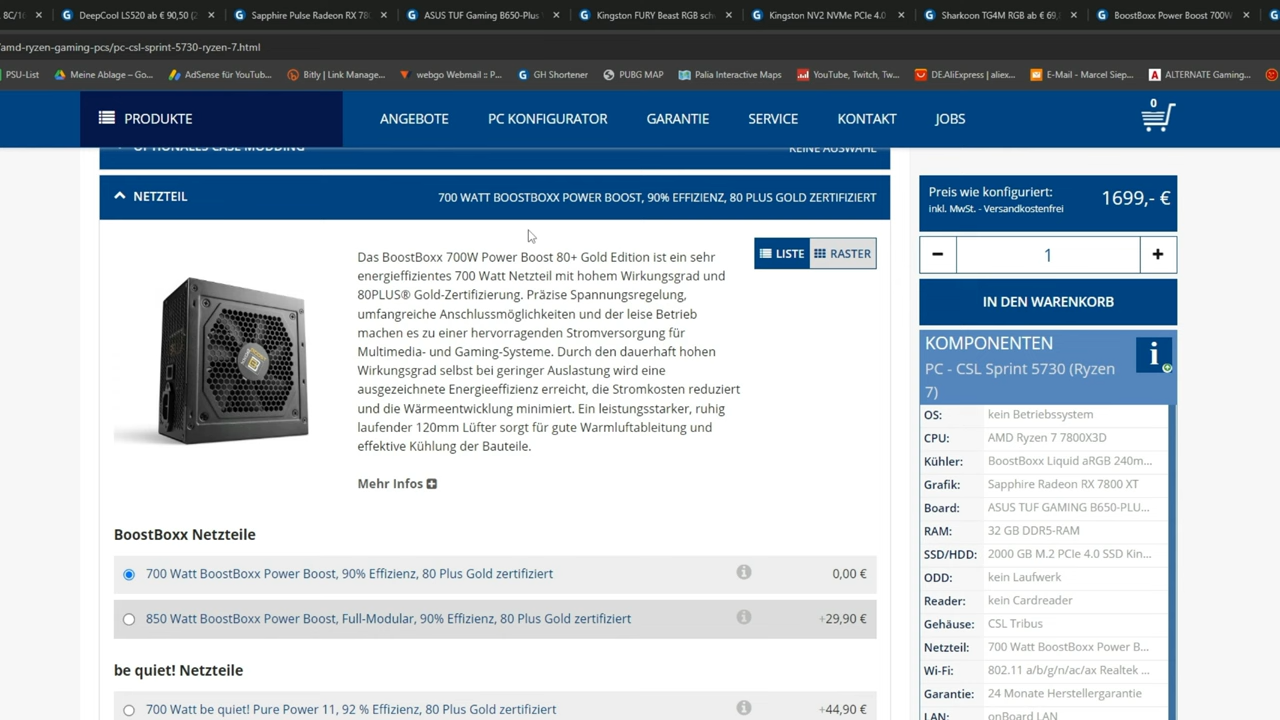 8C/16
DeepCool LS520 ab € 90,50 (2
Sapphire Pulse Radeon RX 78
ASUS TUF Gaming B650-Plus
Kingston FURY Beast RGB sch
Kingston NV2 NVMe PCIe 4.0
Sharkoon TG4M RGB ab € 69,
BoostBoxx Power Boost 700W
amd-ryzen-gaming-pcs/pc-csl-sprint-5730-ryzen-7.html
PSU-List
Meine Ablage – Go...
AdSense für YouTub...
Bitly | Link Manage...
webgo Webmail :: P...
GH Shortener
PUBG MAP
Palia Interactive Maps
YouTube, Twitch, Tw...
DE.AliExpress | aliex...
E-Mail - Marcel Siep...
ALTERNATE Gaming...
PRODUKTE
ANGEBOTE
PC KONFIGURATOR
GARANTIE
SERVICE
KONTAKT
JOBS
0
OPTIONALES CASE MODDING
KEINE AUSWAHL
NETZTEIL
700 WATT BOOSTBOXX POWER BOOST, 90% EFFIZIENZ, 80 PLUS GOLD ZERTIFIZIERT
LISTE
RASTER
Das BoostBoxx 700W Power Boost 80+ Gold Edition ist ein sehr
energieeffizientes 700 Watt Netzteil mit hohem Wirkungsgrad und
80PLUS® Gold-Zertifizierung. Präzise Spannungsregelung,
umfangreiche Anschlussmöglichkeiten und der leise Betrieb
machen es zu einer hervorragenden Stromversorgung für
Multimedia- und Gaming-Systeme. Durch den dauerhaft hohen
Wirkungsgrad selbst bei geringer Auslastung wird eine
ausgezeichnete Energieeffizienz erreicht, die Stromkosten reduziert
und die Wärmeentwicklung minimiert. Ein leistungsstarker, ruhig
laufender 120mm Lüfter sorgt für gute Warmluftableitung und
effektive Kühlung der Bauteile.
Mehr Infos
BoostBoxx Netzteile
700 Watt BoostBoxx Power Boost, 90% Effizienz, 80 Plus Gold zertifiziert
0,00 €
850 Watt BoostBoxx Power Boost, Full-Modular, 90% Effizienz, 80 Plus Gold zertifiziert
+29,90 €
be quiet! Netzteile
700 Watt be quiet! Pure Power 11, 92 % Effizienz, 80 Plus Gold zertifiziert
+44,90 €
Preis wie konfiguriert:
1699,- €
inkl. MwSt. - Versandkostenfrei
− 1 +
IN DEN WARENKORB
KOMPONENTEN
PC - CSL Sprint 5730 (Ryzen
7)
OS: kein Betriebssystem
CPU: AMD Ryzen 7 7800X3D
Kühler: BoostBoxx Liquid aRGB 240m...
Grafik: Sapphire Radeon RX 7800 XT
Board: ASUS TUF GAMING B650-PLU...
RAM: 32 GB DDR5-RAM
SSD/HDD: 2000 GB M.2 PCIe 4.0 SSD Kin...
ODD: kein Laufwerk
Reader: kein Cardreader
Gehäuse: CSL Tribus
Netzteil: 700 Watt BoostBoxx Power B...
Wi-Fi: 802.11 a/b/g/n/ac/ax Realtek ...
Garantie: 24 Monate Herstellergarantie
LAN: onBoard LAN